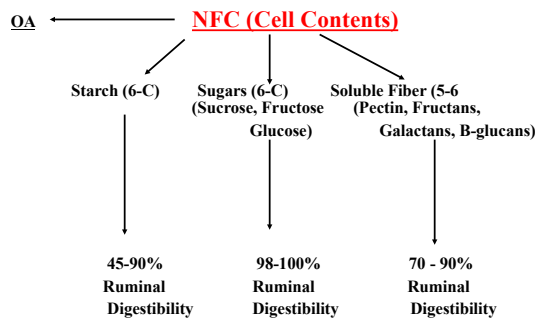 OA
NFC (Cell Contents)
Starch (6-C)
Sugars (6-C)
(Sucrose, Fructose
Glucose)
Soluble Fiber (5-6
(Pectin, Fructans,
Galactans, B-glucans)
45-90%
Ruminal
Digestibility
98-100%
Ruminal
Digestibility
70 - 90%
Ruminal
Digestibility